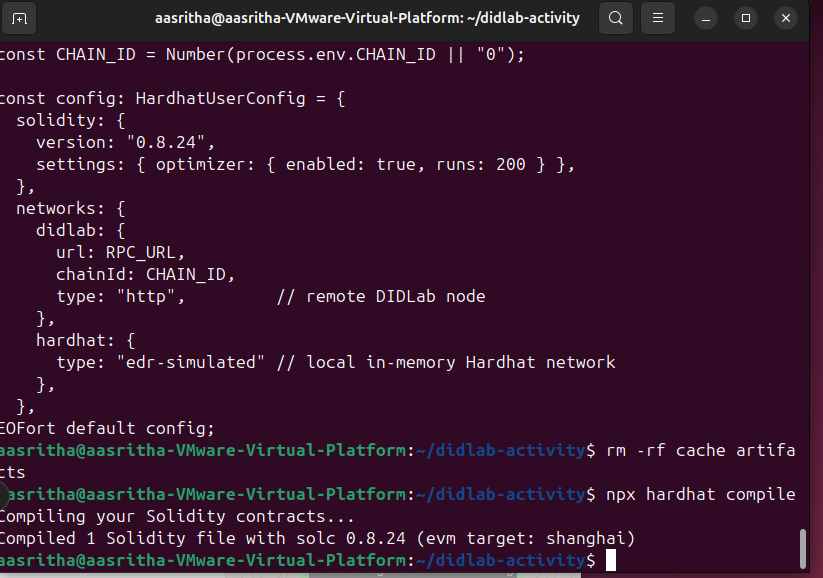 aasritha@aasritha-VMware-Virtual-Platform: ~/didlab-activity
const CHAIN_ID = Number(process.env.CHAIN_ID || "0");
const config: HardhatUserConfig = {
  solidity: {
    version: "0.8.24",
    settings: { optimizer: { enabled: true, runs: 200 } },
  },
  networks: {
    didlab: {
      url: RPC_URL,
      chainId: CHAIN_ID,
      type: "http",         // remote DIDLab node
    },
    hardhat: {
      type: "edr-simulated" // local in-memory Hardhat network
    },
  },
EOFort default config;
aasritha@aasritha-VMware-Virtual-Platform:~/didlab-activity$ rm -rf cache artifa
cts
aasritha@aasritha-VMware-Virtual-Platform:~/didlab-activity$ npx hardhat compile
Compiling your Solidity contracts...
Compiled 1 Solidity file with solc 0.8.24 (evm target: shanghai)
aasritha@aasritha-VMware-Virtual-Platform:~/didlab-activity$